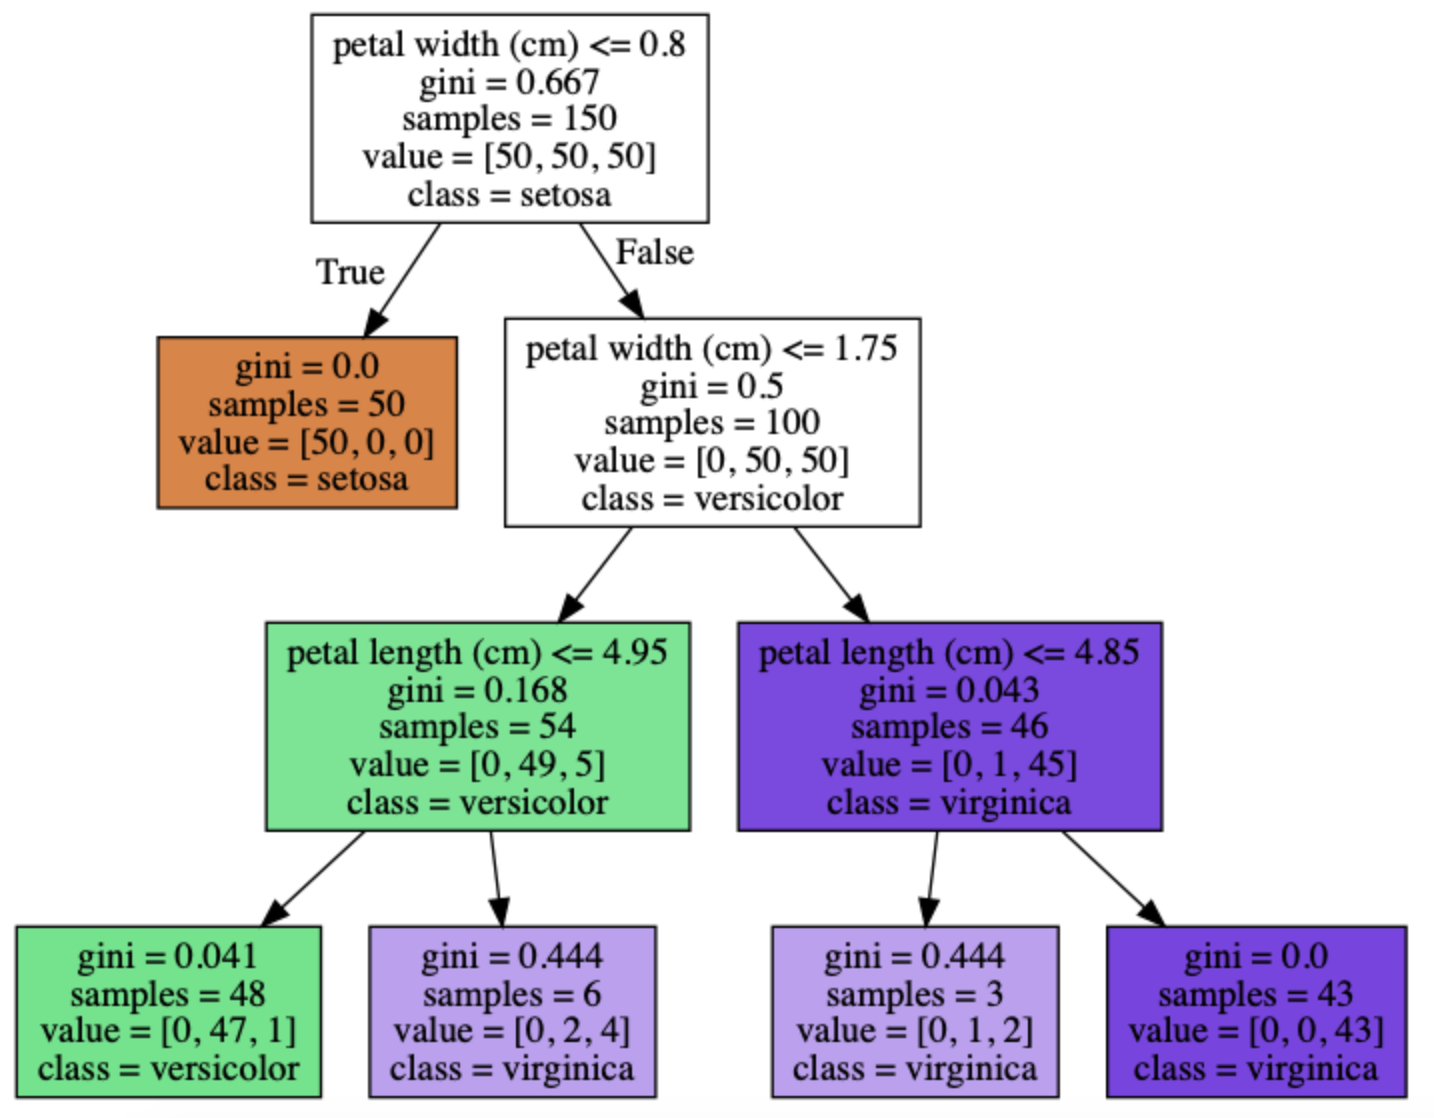 petal width (cm) <= 0.8
gini = 0.667
samples = 150
value = [50, 50, 50]
class = setosa
True
False
gini = 0.0
samples = 50
value = [50, 0, 0]
class = setosa
petal width (cm) <= 1.75
gini = 0.5
samples = 100
value = [0, 50, 50]
class = versicolor
petal length (cm) <= 4.95
gini = 0.168
samples = 54
value = [0, 49, 5]
class = versicolor
petal length (cm) <= 4.85
gini = 0.043
samples = 46
value = [0, 1, 45]
class = virginica
gini = 0.041
samples = 48
value = [0, 47, 1]
class = versicolor
gini = 0.444
samples = 6
value = [0, 2, 4]
class = virginica
gini = 0.444
samples = 3
value = [0, 1, 2]
class = virginica
gini = 0.0
samples = 43
value = [0, 0, 43]
class = virginica